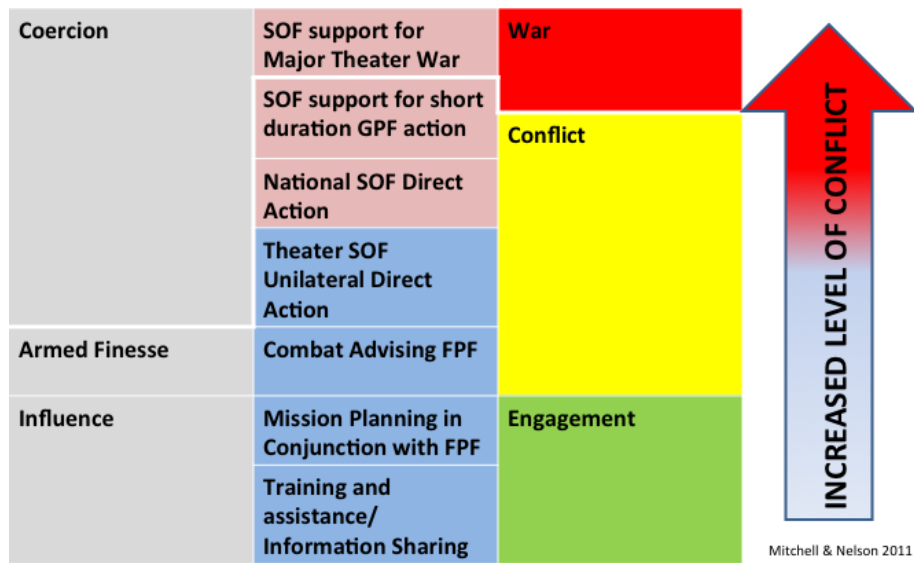 Coercion
SOF support for
Major Theater War
War
SOF support for short
duration GPF action
Conflict
National SOF Direct
Action
Theater SOF
Unilateral Direct
Action
Armed Finesse
Combat Advising FPF
Influence
Mission Planning in
Conjunction with FPF
Engagement
Training and
assistance/
Information Sharing
INCREASED LEVEL OF CONFLICT
Mitchell & Nelson 2011